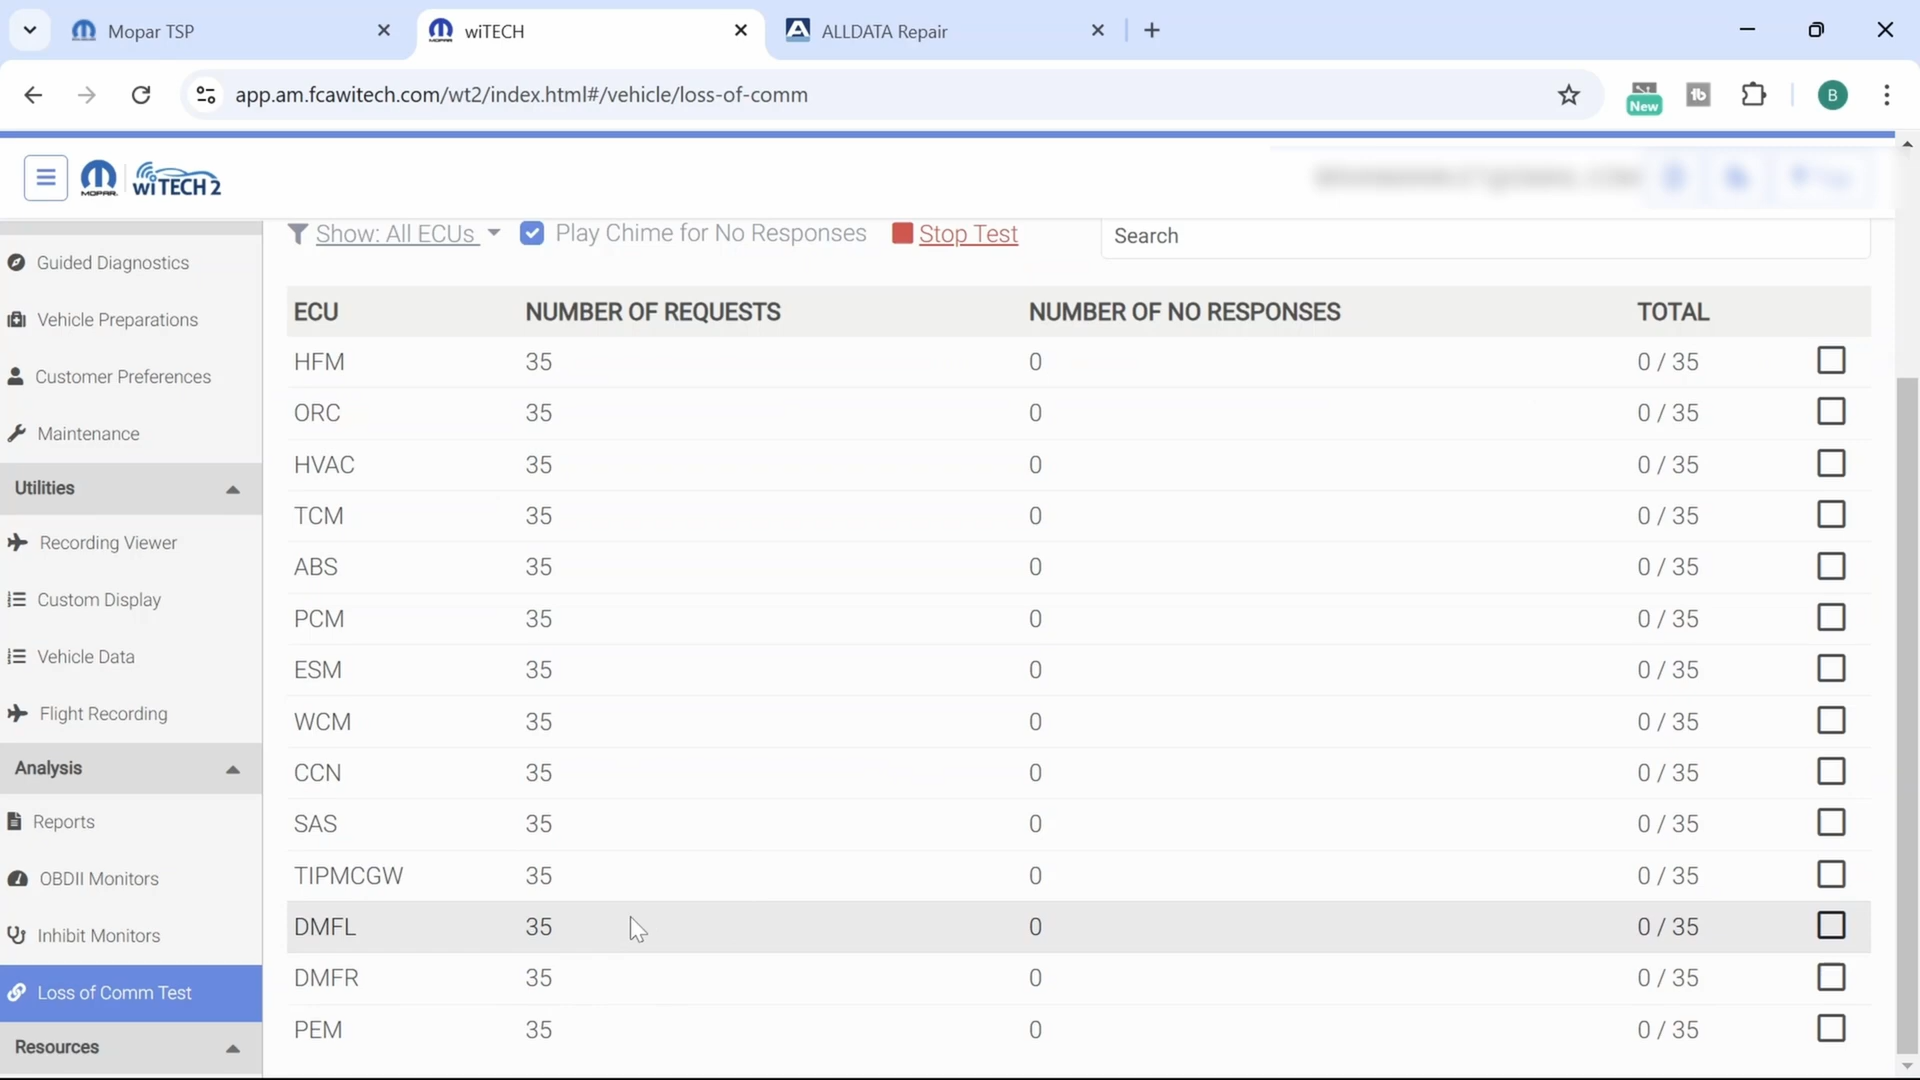 Mopar TSP
wiTECH
ALLDATA Repair
app.am.fcawitech.com/wt2/index.html#/vehicle/loss-of-comm
New
B
MOPAR
wiTECH 2
Show: All ECUs
Play Chime for No Responses
Stop Test
Search
Guided Diagnostics
Vehicle Preparations
Customer Preferences
Maintenance
Utilities
Recording Viewer
Custom Display
Vehicle Data
Flight Recording
Analysis
Reports
OBDII Monitors
Inhibit Monitors
Loss of Comm Test
Resources
ECU NUMBER OF REQUESTS NUMBER OF NO RESPONSES TOTAL
HFM 35 0 0 / 35
ORC 35 0 0 / 35
HVAC 35 0 0 / 35
TCM 35 0 0 / 35
ABS 35 0 0 / 35
PCM 35 0 0 / 35
ESM 35 0 0 / 35
WCM 35 0 0 / 35
CCN 35 0 0 / 35
SAS 35 0 0 / 35
TIPMCGW 35 0 0 / 35
DMFL 35 0 0 / 35
DMFR 35 0 0 / 35
PEM 35 0 0 / 35